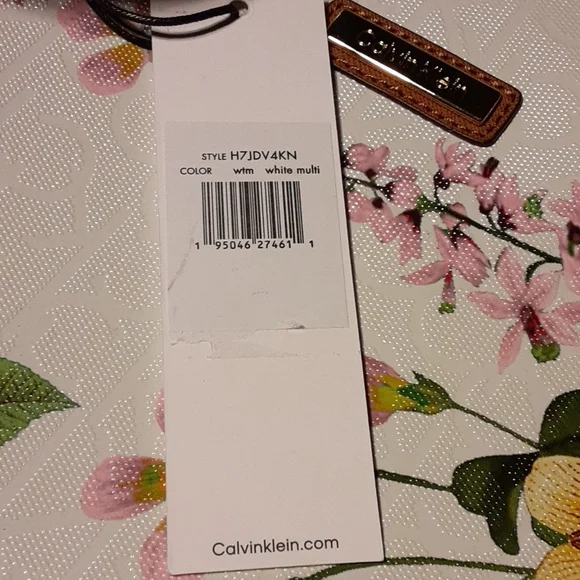 Calvin Klein
STYLE H7JDV4KN
COLOR wtm white multi
1 95046 27461 1
Calvinklein.com